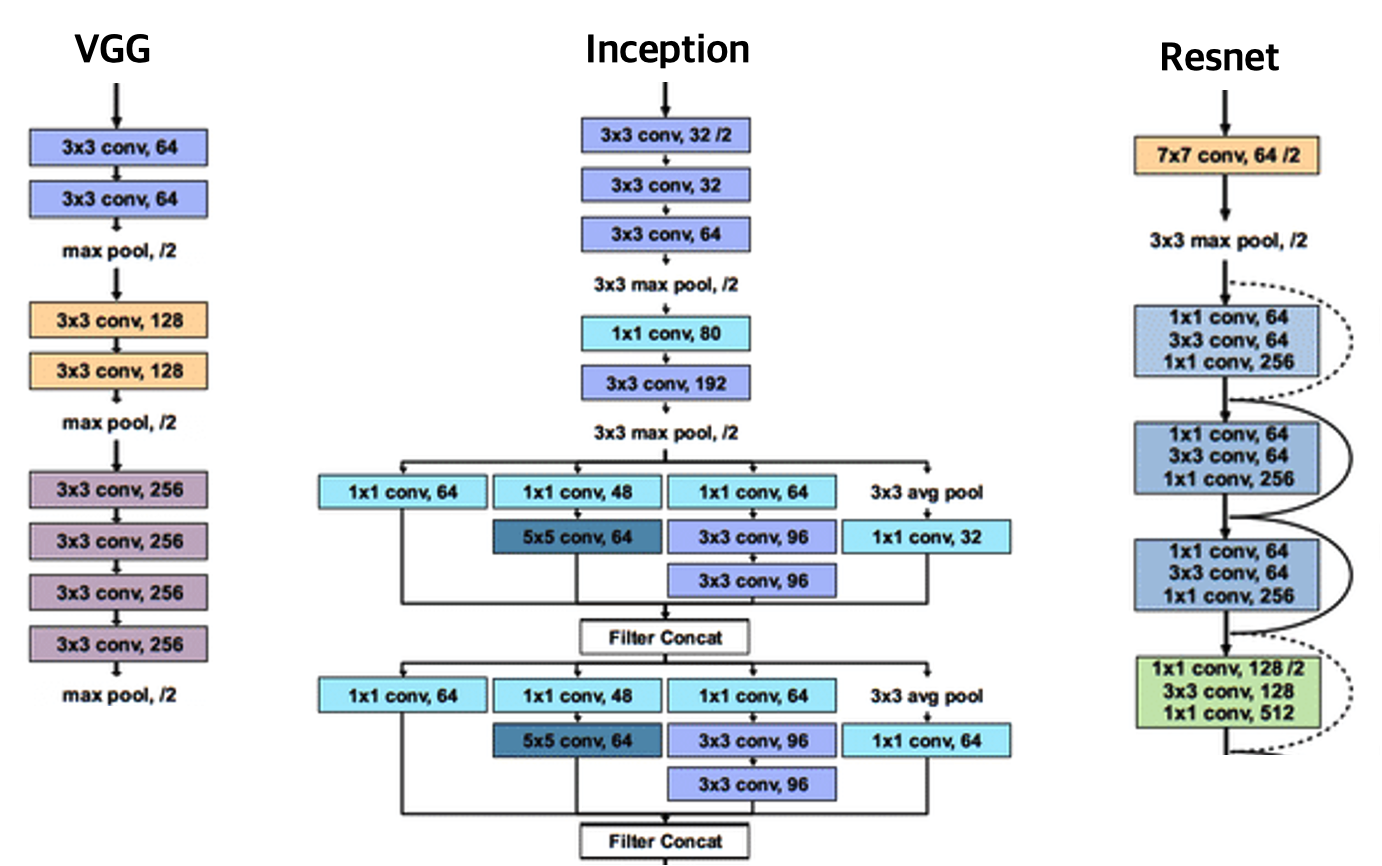 VGG
3x3 conv, 64
3x3 conv, 64
max pool, /2
3x3 conv, 128
3x3 conv, 128
max pool, /2
3x3 conv, 256
3x3 conv, 256
3x3 conv, 256
3x3 conv, 256
max pool, /2
Inception
3x3 conv, 32 /2
3x3 conv, 32
3x3 conv, 64
3x3 max pool, /2
1x1 conv, 80
3x3 conv, 192
3x3 max pool, /2
1x1 conv, 64
1x1 conv, 48
5x5 conv, 64
1x1 conv, 64
3x3 conv, 96
3x3 conv, 96
3x3 avg pool
1x1 conv, 32
Filter Concat
1x1 conv, 64
1x1 conv, 48
5x5 conv, 64
1x1 conv, 64
3x3 conv, 96
3x3 conv, 96
3x3 avg pool
1x1 conv, 64
Filter Concat
Resnet
7x7 conv, 64 /2
3x3 max pool, /2
1x1 conv, 64
3x3 conv, 64
1x1 conv, 256
1x1 conv, 64
3x3 conv, 64
1x1 conv, 256
1x1 conv, 64
3x3 conv, 64
1x1 conv, 256
1x1 conv, 128 /2
3x3 conv, 128
1x1 conv, 512